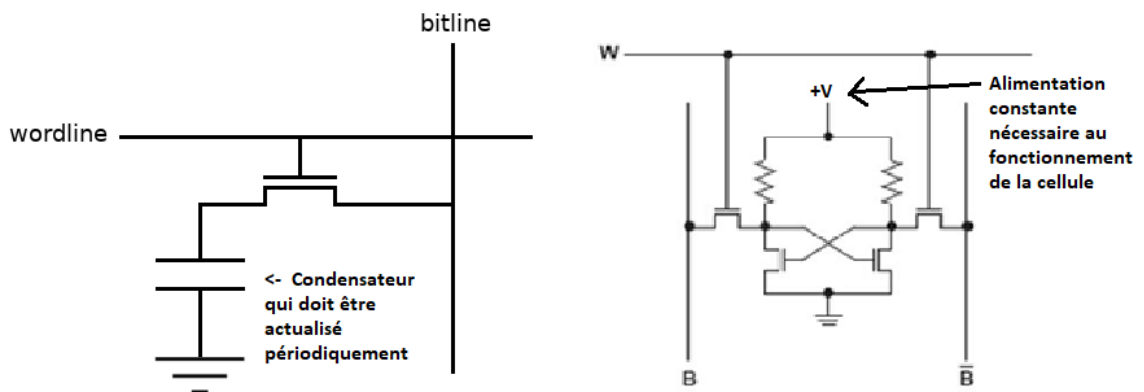 bitline
wordline
<- Condensateur
qui doit être
actualisé
périodiquement
W
+V
Alimentation
constante
nécessaire au
fonctionnement
de la cellule
B
B̅